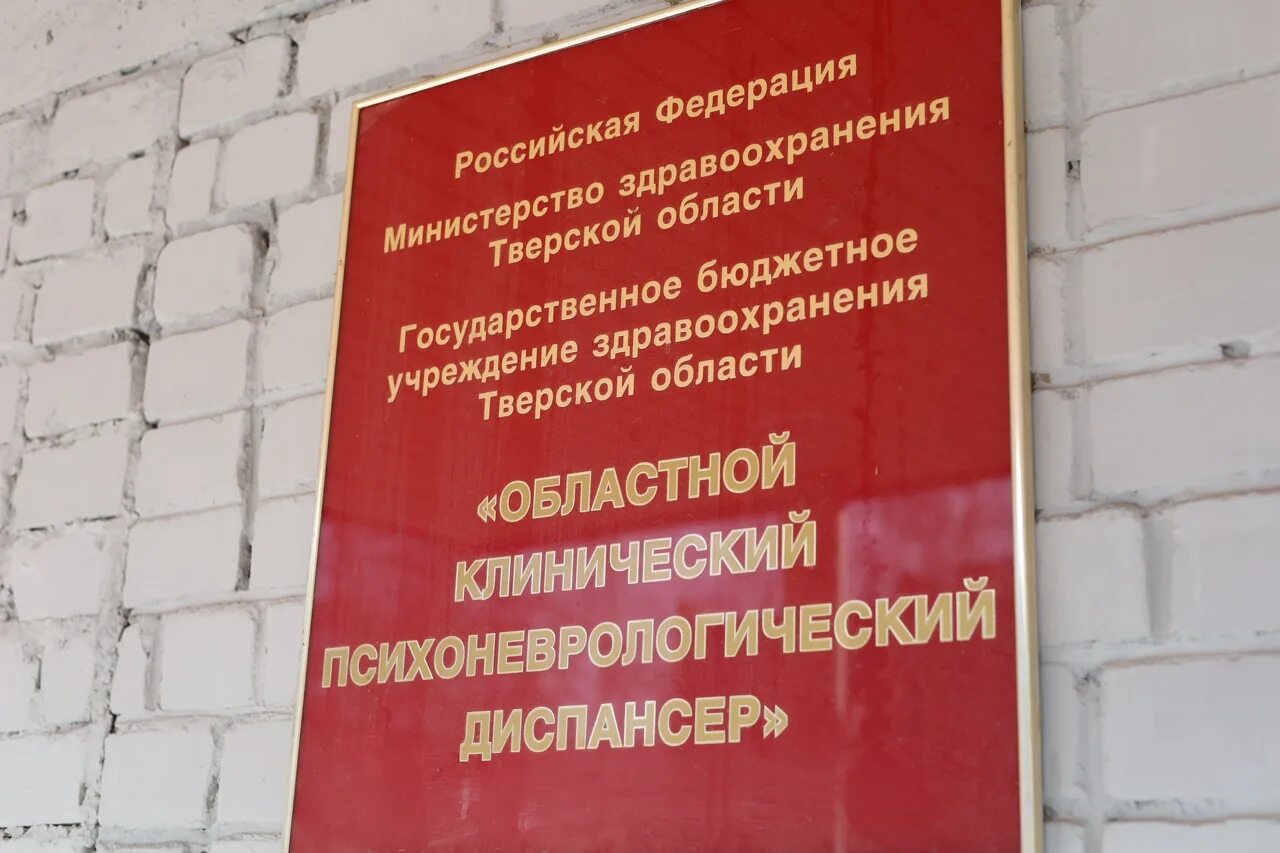 Российская Федерация
Министерство здравоохранения
Тверской области
Государственное бюджетное
учреждение здравоохранения
Тверской области
«ОБЛАСТНОЙ
КЛИНИЧЕСКИЙ
ПСИХОНЕВРОЛОГИЧЕСКИЙ
ДИСПАНСЕР»